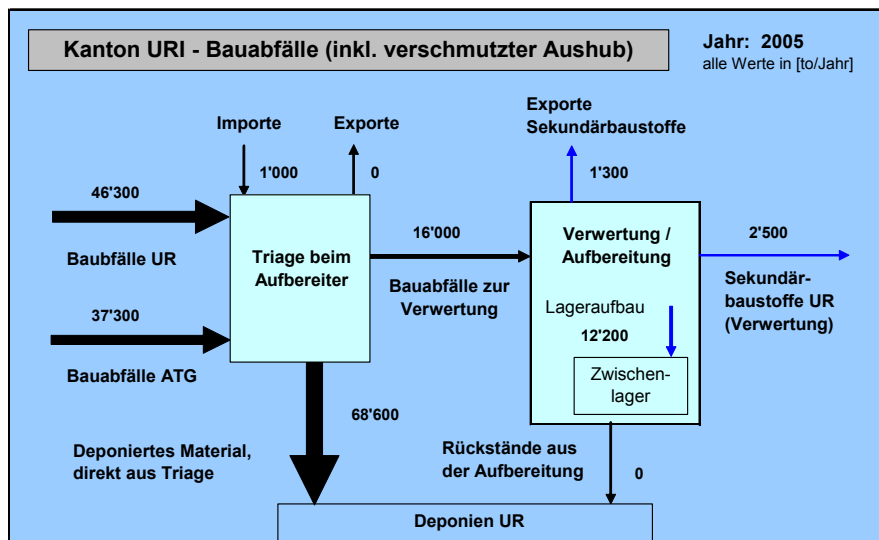 Kanton URI - Bauabfälle (inkl. verschmutzter Aushub)
Jahr: 2005
alle Werte in [to/Jahr]
Importe
Exporte
Exporte
Sekundärbaustoffe
1'000
0
1'300
46'300
Baubfälle UR
Triage beim
Aufbereiter
16'000
Bauabfälle zur
Verwertung
Verwertung /
Aufbereitung
2'500
Sekundär-
baustoffe UR
(Verwertung)
37'300
Bauabfälle ATG
Lageraufbau
12'200
Zwischen-
lager
68'600
Deponiertes Material,
direkt aus Triage
Rückstände aus
der Aufbereitung
0
Deponien UR